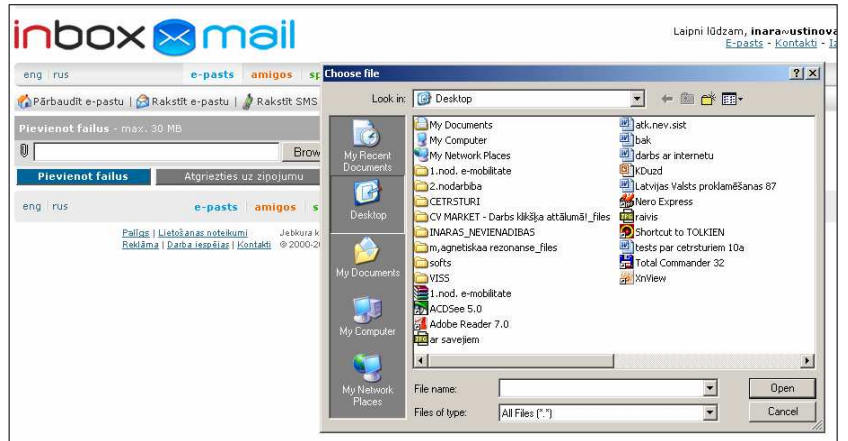 inbox mail
Laipni lūdzam, inara~ustinova
E-pasts - Kontakti - Iz
eng rus e-pasts amigos sp
Pārbaudīt e-pastu | Rakstīt e-pastu | Rakstīt SMS
Pievienot failus - max. 30 MB
Brow
Pievienot failus Atgriezties uz ziņojumu
eng rus e-pasts amigos s
Palīgs | Lietošanas noteikumi Jebkura k
Reklāma | Darba iespējas | Kontakti © 2000-20
Choose file
Look in: Desktop
My Recent Documents
Desktop
My Documents
My Computer
My Network Places
My Documents
My Computer
My Network Places
1.nod. e-mobilitate
2.nodarbiba
CETRSTURI
CV MARKET - Darbs klikšķa attālumā!_files
INARAS_NEVIENADIBAS
m,agnetiskaa rezonanse_files
softs
VISS
1.nod. e-mobilitate
ACDSee 5.0
Adobe Reader 7.0
ar savejiem
atk.nev.sist
bak
darbs ar internetu
KDuzd
Latvijas Valsts proklamēšanas 87
Nero Express
raivis
Shortcut to TOLKIEN
tests par cetrsturiem 10a
Total Commander 32
XnView
File name:
Open
Files of type: All Files (*.*)
Cancel